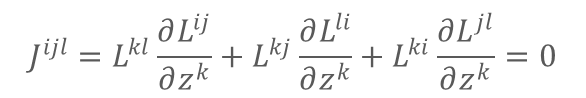 $J^{ijl} = L^{kl} \frac{\partial L^{ij}}{\partial z^k} + L^{kj} \frac{\partial L^{li}}{\partial z^k} + L^{ki} \frac{\partial L^{jl}}{\partial z^k} = 0$